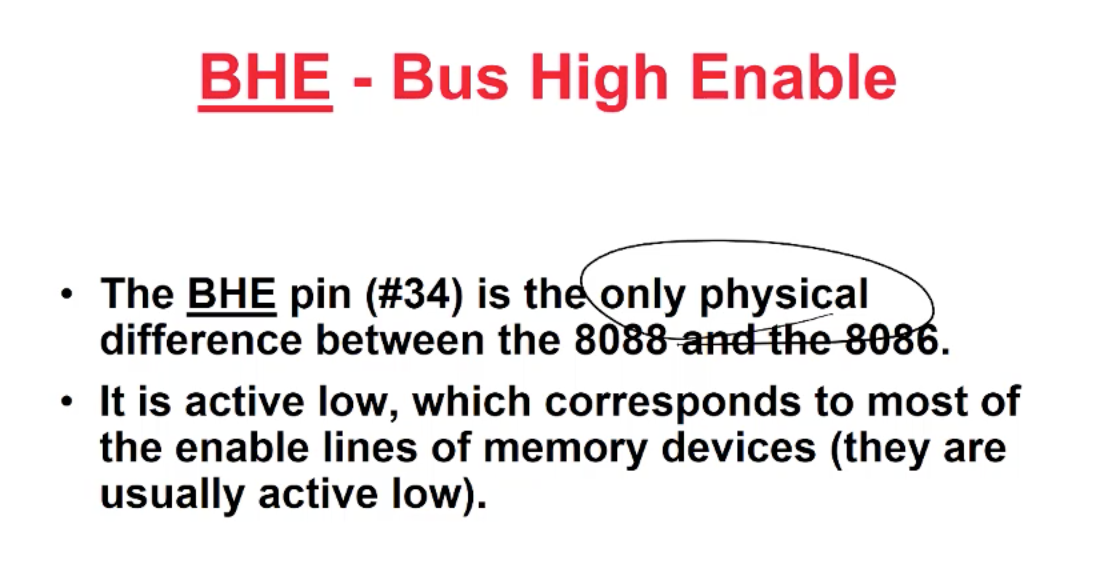 BHE - Bus High Enable
• The BHE pin (#34) is the only physical
difference between the 8088 and the 8086.
• It is active low, which corresponds to most of
the enable lines of memory devices (they are
usually active low).